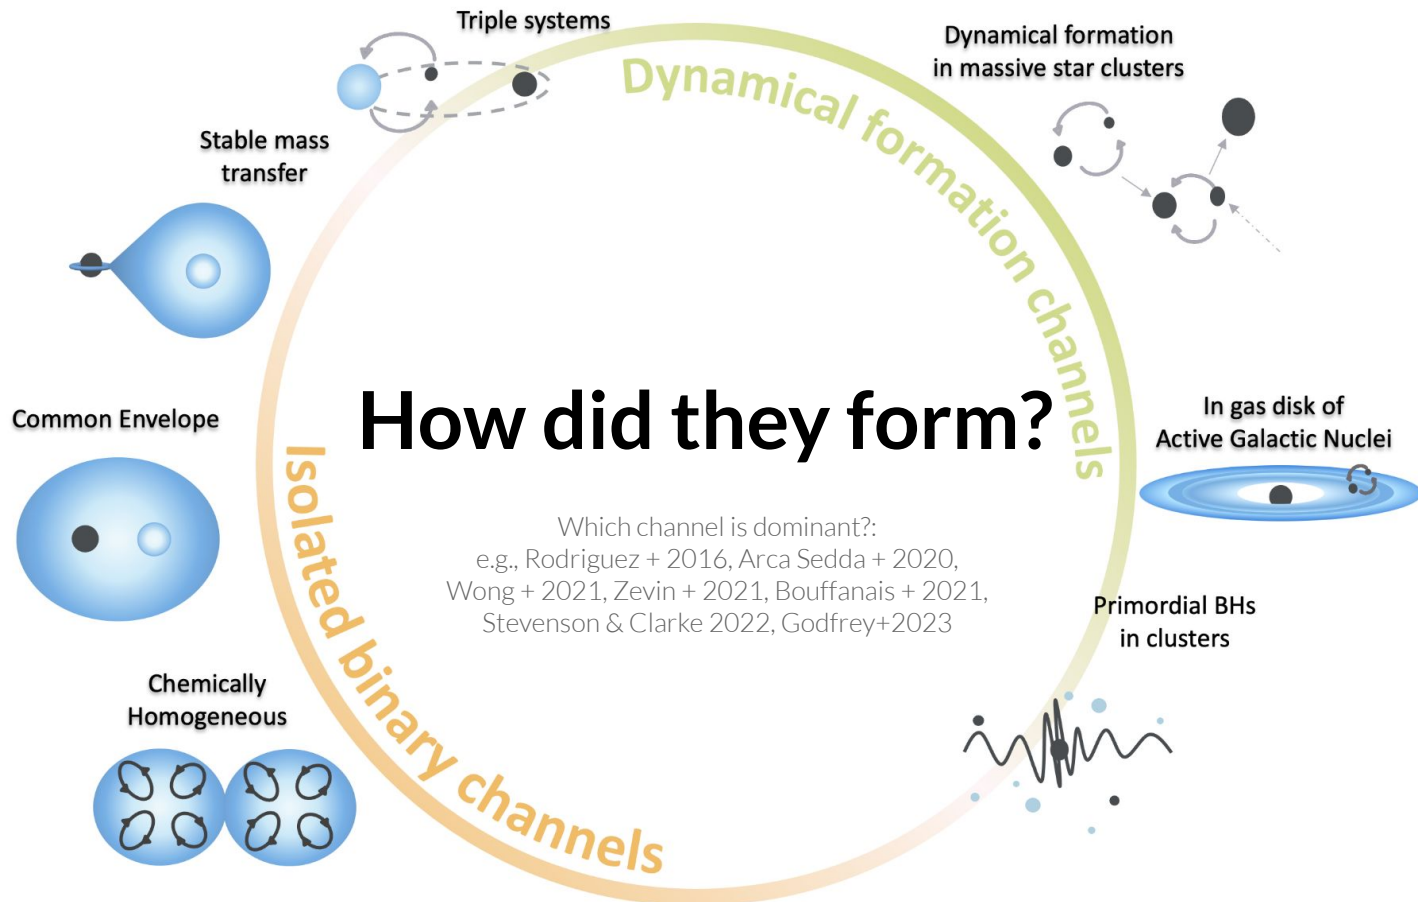 Triple systems
Dynamical formation
in massive star clusters
Stable mass
transfer
Dynamical formation channels
How did they form?
In gas disk of
Active Galactic Nuclei
Common Envelope
Isolated binary channels
Which channel is dominant?:
e.g., Rodriguez + 2016, Arca Sedda + 2020,
Wong + 2021, Zevin + 2021, Bouffanais + 2021,
Stevenson & Clarke 2022, Godfrey+2023
Primordial BHs
in clusters
Chemically
Homogeneous